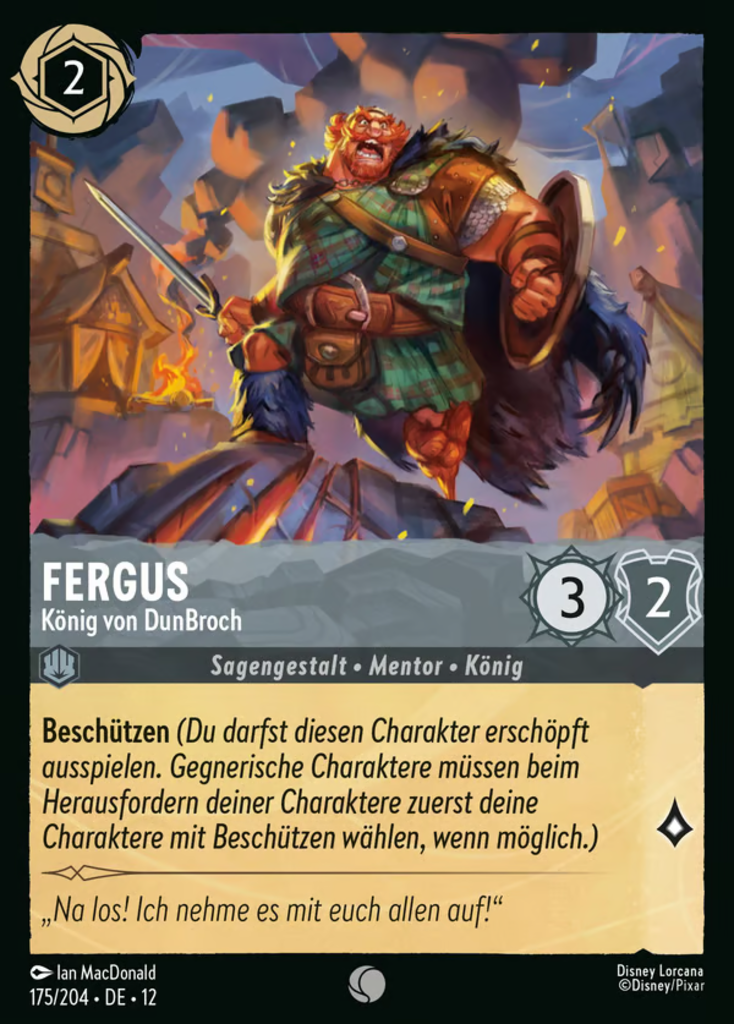 2
FERGUS
König von DunBroch
3
2
Sagengestalt • Mentor • König
Beschützen (Du darfst diesen Charakter erschöpft
ausspielen. Gegnerische Charaktere müssen beim
Herausfordern deiner Charaktere zuerst deine
Charaktere mit Beschützen wählen, wenn möglich.)
„Na los! Ich nehme es mit euch allen auf!“
Ian MacDonald
175/204 • DE • 12
Disney Lorcana
©Disney/Pixar